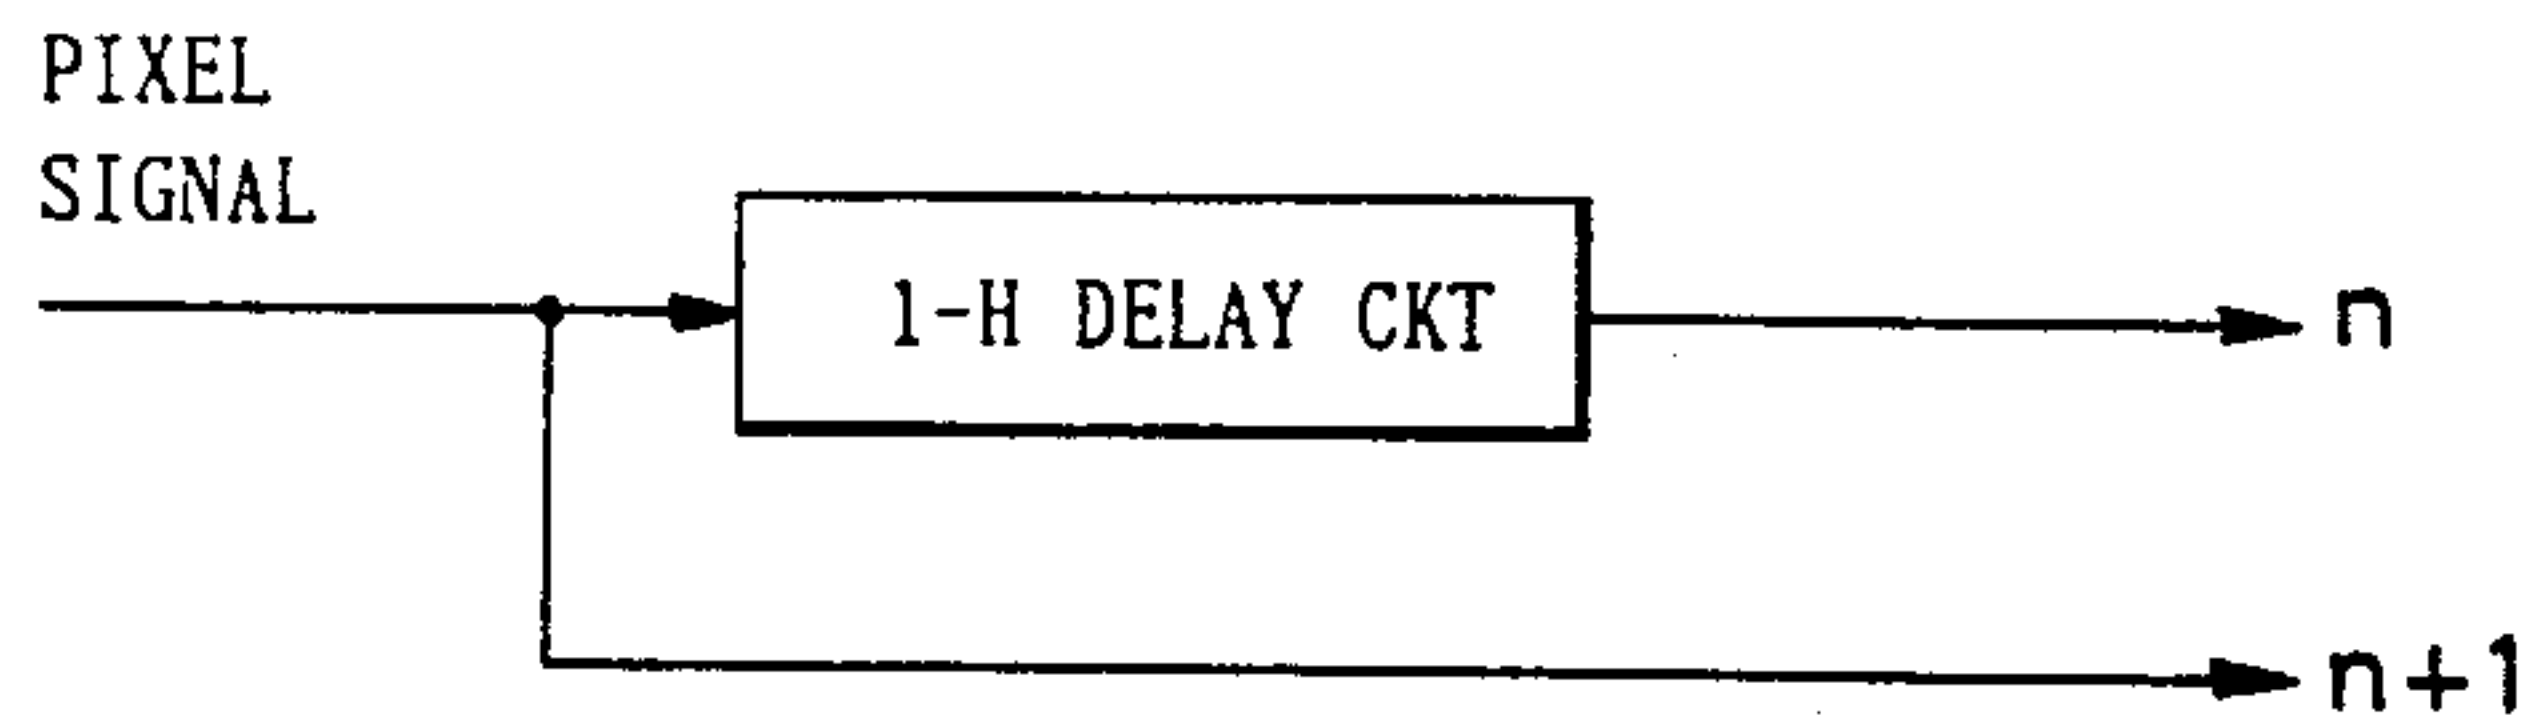 PIXEL
SIGNAL
1-H DELAY CKT
n
n+1